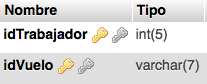 Nombre Tipo
idTrabajador int(5)
idVuelo varchar(7)